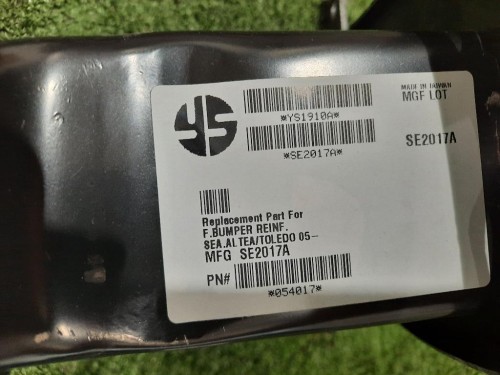 YS
MADE IN TAIWAN
MGF LOT
*YS1910A*
*SE2017A*
SE2017A
Replacement Part For
F.BUMPER REINF.
SEA.ALTEA/TOLEDO 05-
MFG SE2017A
PN#
*054017*